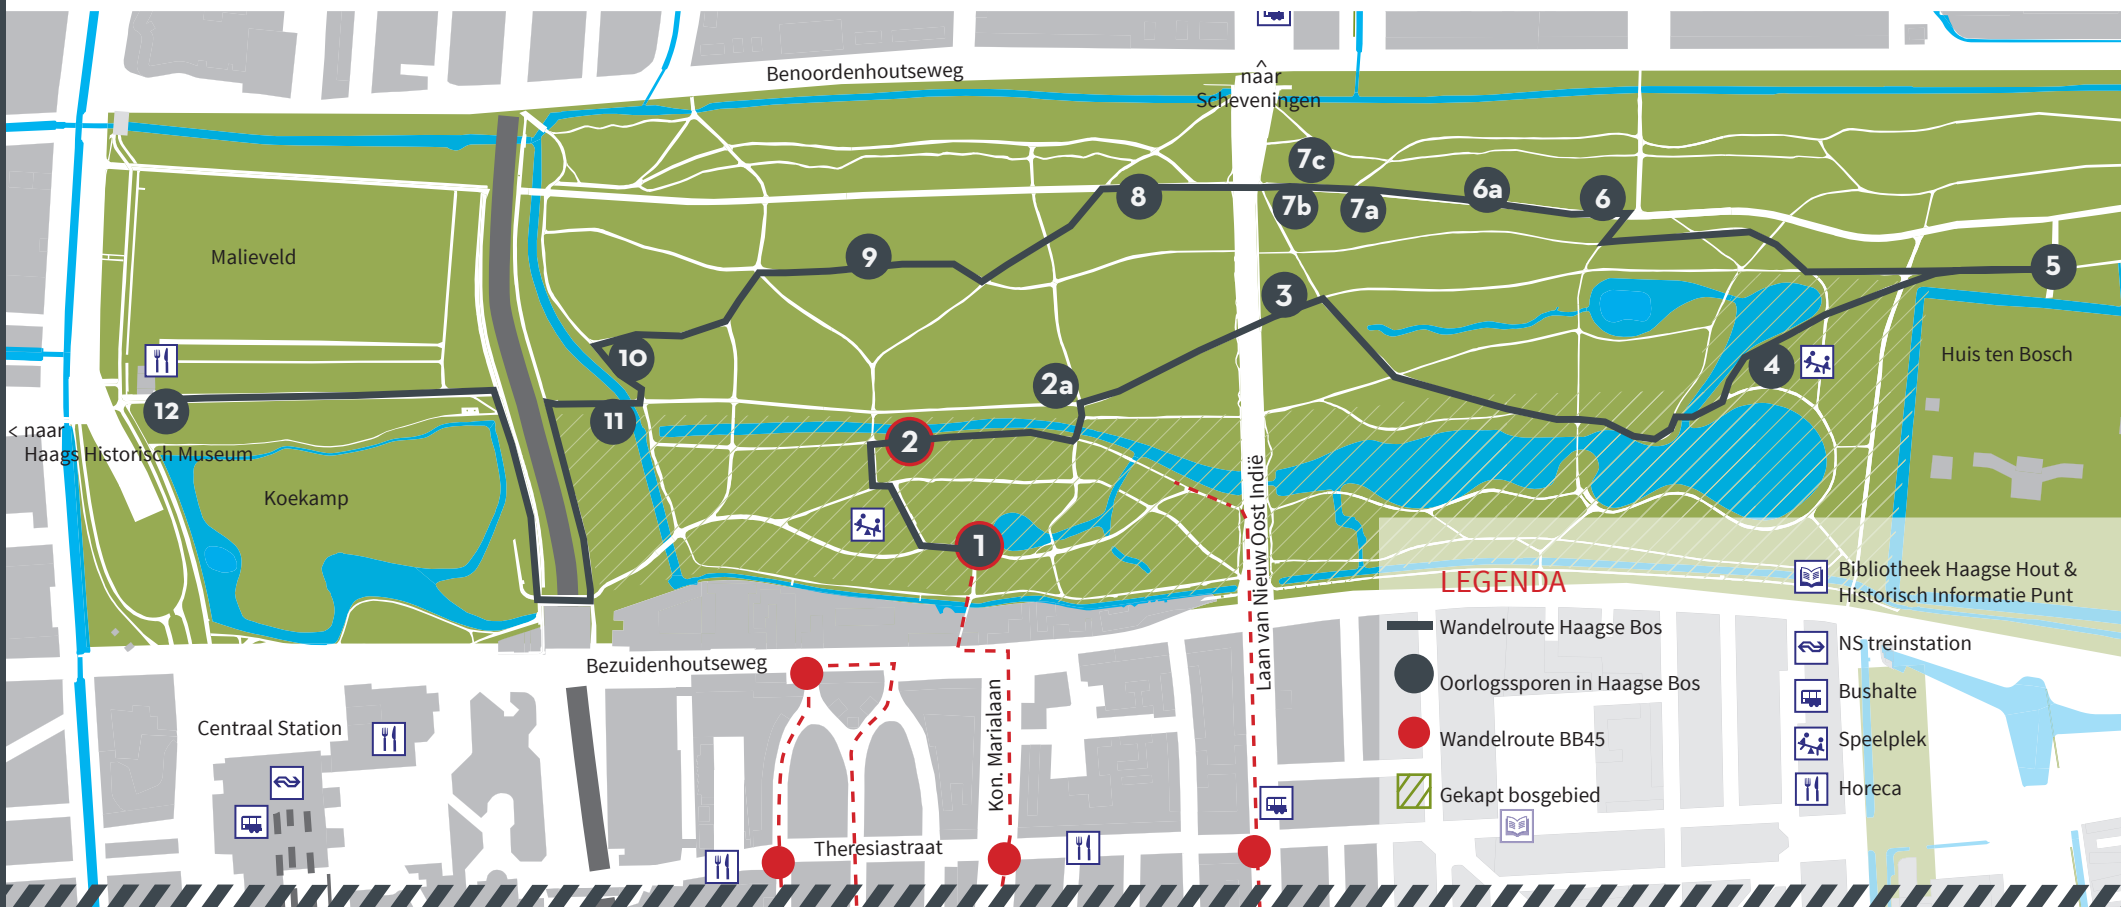 Benoordenhoutseweg
^
naar
Scheveningen
7c
6a
6
8
7b
7a
Malieveld
9
5
3
10
2a
4
Huis ten Bosch
12
11
< naar
Haags Historisch Museum
2
Koekamp
1
Laan van Nieuw Oost Indië
LEGENDA
Wandelroute Haagse Bos
Oorlogssporen in Haagse Bos
Wandelroute BB45
Gekapt bosgebied
Bibliotheek Haagse Hout &
Historisch Informatie Punt
NS treinstation
Bushalte
Speelplek
Horeca
Bezuidenhoutseweg
Kon. Marialaan
Centraal Station
Theresiastraat